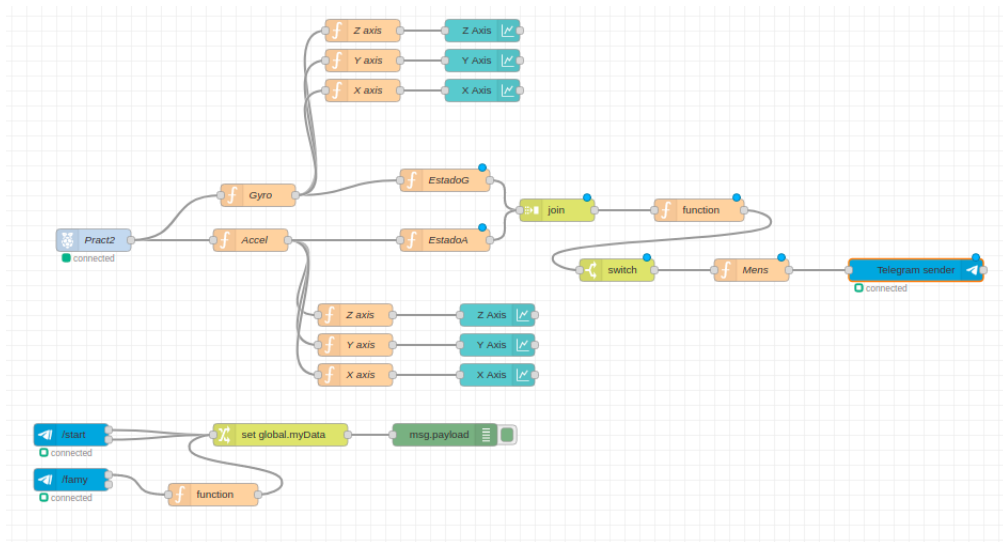 Z axis
Z Axis
Y axis
Y Axis
X axis
X Axis
EstadoG
Gyro
join
function
Pract2
connected
Accel
EstadoA
switch
Mens
Telegram sender
connected
Z axis
Z Axis
Y axis
Y Axis
X axis
X Axis
/start
connected
set global.myData
msg.payload
/famy
connected
function